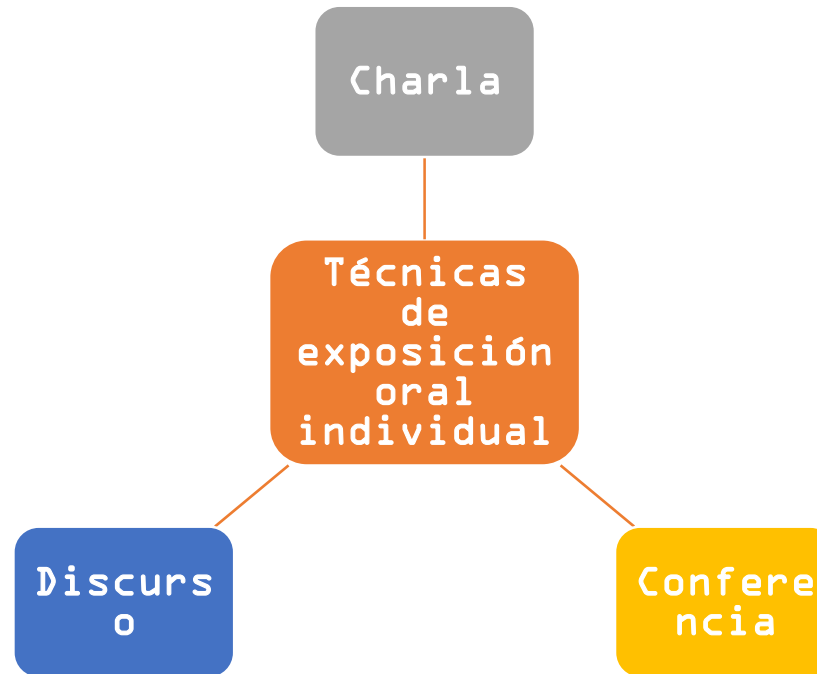 Charla
Técnicas
de
exposición
oral
individual
Discurs
o
Confere
ncia